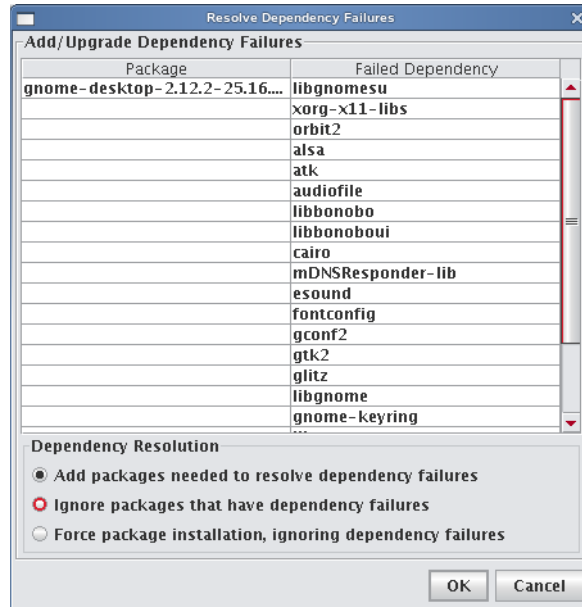 Resolve Dependency Failures
Add/Upgrade Dependency Failures
Package Failed Dependency
gnome-desktop-2.12.2-25.16.... libgnomesu
xorg-x11-libs
orbit2
alsa
atk
audiofile
libbonobo
libbonoboui
cairo
mDNSResponder-lib
esound
fontconfig
gconf2
gtk2
glitz
libgnome
gnome-keyring
Dependency Resolution
Add packages needed to resolve dependency failures
Ignore packages that have dependency failures
Force package installation, ignoring dependency failures
OK Cancel